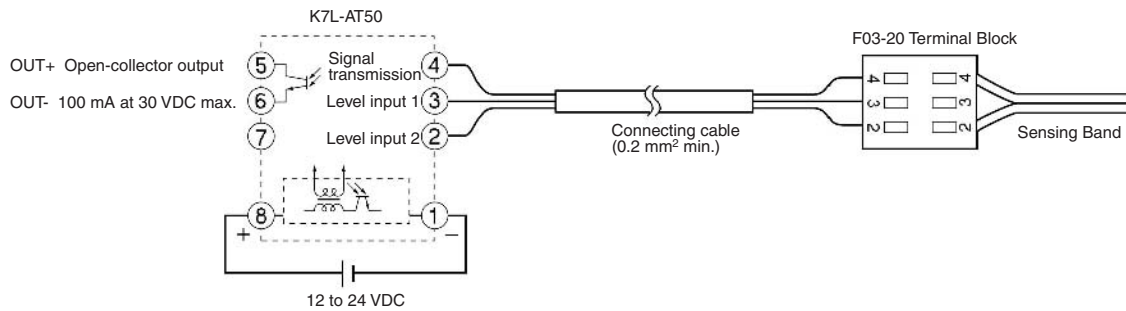 K7L-AT50
F03-20 Terminal Block
OUT+ Open-collector output
5
Signal
transmission
4
OUT- 100 mA at 30 VDC max.
6
Level input 1
3
7
Level input 2
2
Connecting cable
(0.2 mm² min.)
4
3
2
4
3
2
Sensing Band
8
1
+
−
12 to 24 VDC